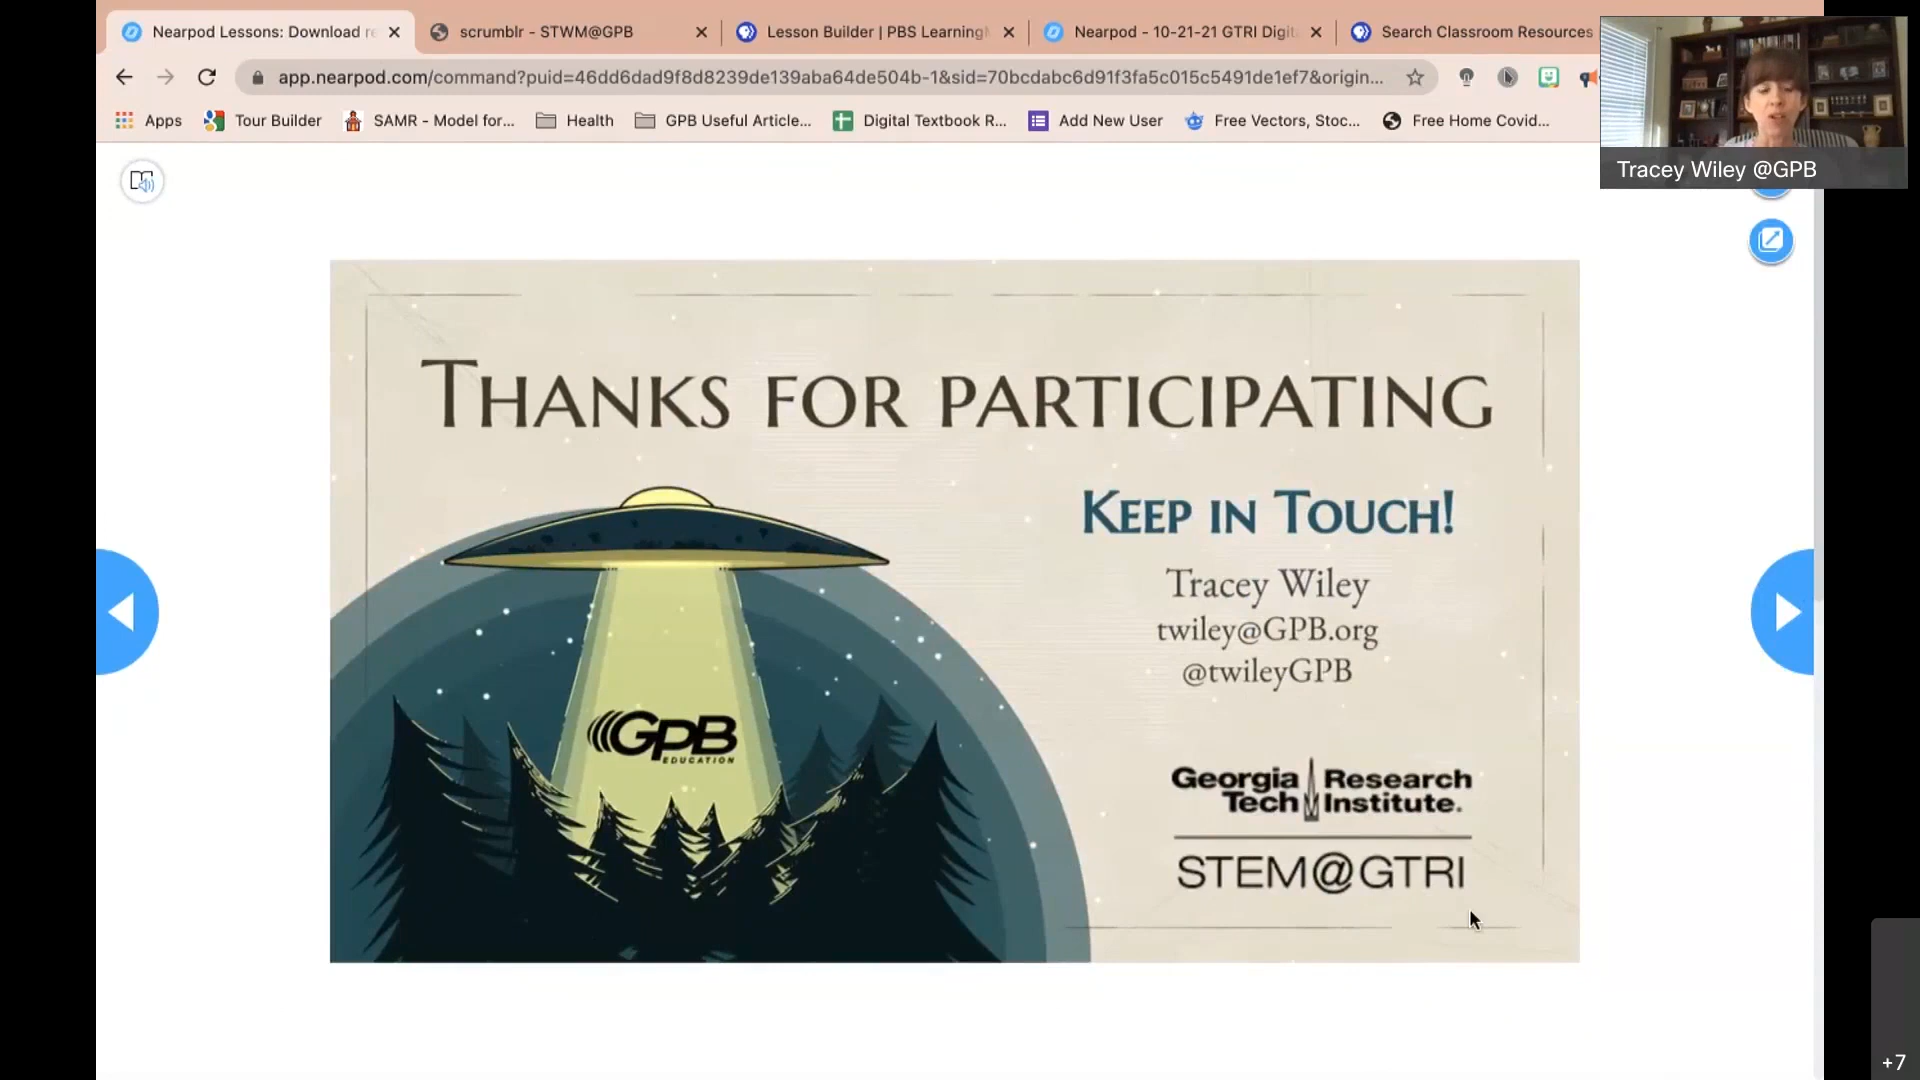 Nearpod Lessons: Download re
scrumblr - STWM@GPB
Lesson Builder | PBS Learning
Nearpod - 10-21-21 GTRI Digit
Search Classroom Resources
app.nearpod.com/command?puid=46dd6dad9f8d8239de139aba64de504b-1&sid=70bcdabc6d91f3fa5c015c5491de1ef7&origin...
Apps
Tour Builder
SAMR - Model for...
Health
GPB Useful Article...
Digital Textbook R...
Add New User
Free Vectors, Stoc...
Free Home Covid...
Tracey Wiley @GPB
Thanks for participating
Keep in Touch!
Tracey Wiley
twiley@GPB.org
@twileyGPB
GPB
EDUCATION
Georgia Research
Tech Institute.
STEM@GTRI
+7